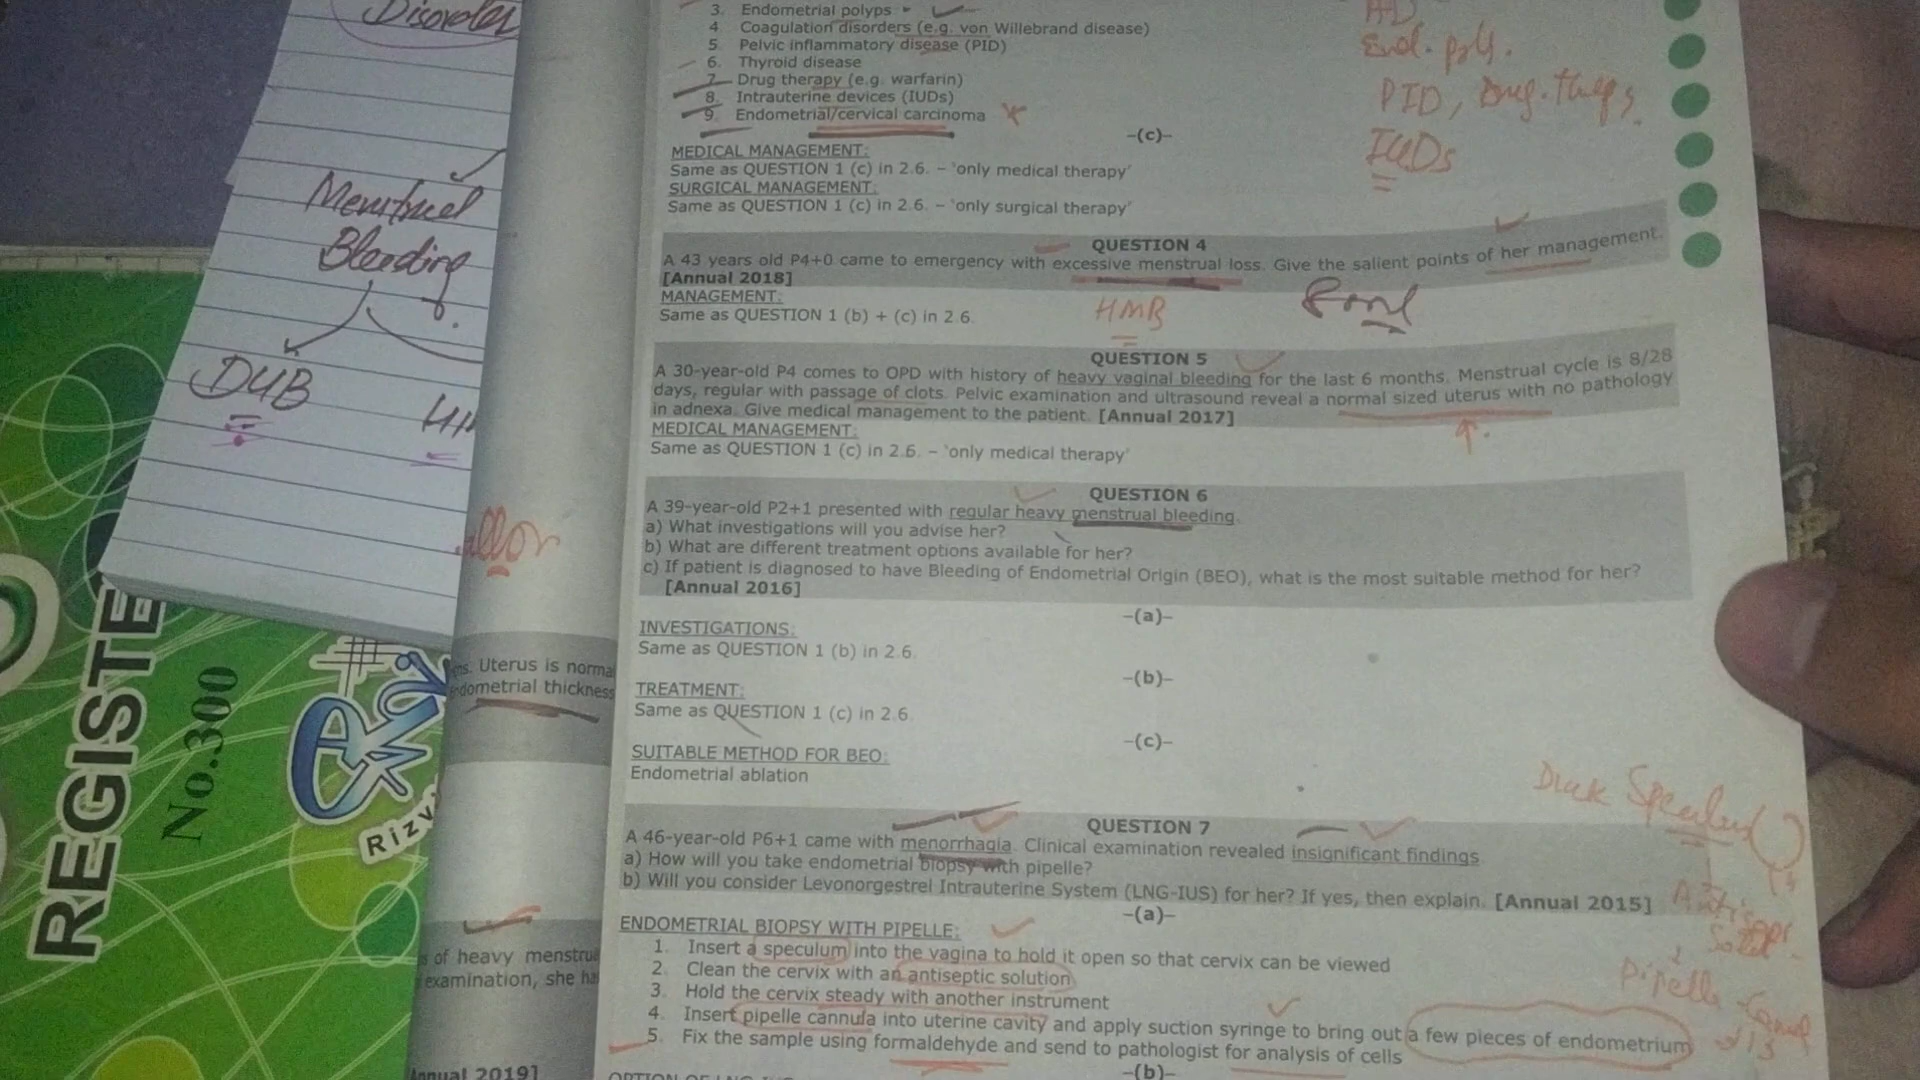 Disorder
Menstrual
Bleeding
DUB
REGISTE
No.300
Rizv
allor
ns. Uterus is norma
ndometrial thickness
s of heavy menstru
examination, she ha
Annual 2019]
3. Endometrial polyps
4. Coagulation disorders (e.g. von Willebrand disease)
5. Pelvic inflammatory disease (PID)
6. Thyroid disease
7. Drug therapy (e.g. warfarin)
8. Intrauterine devices (IUDs)
9. Endometrial/cervical carcinoma
PID,
IUDs
-(c)-
MEDICAL MANAGEMENT:
Same as QUESTION 1 (c) in 2.6. – 'only medical therapy'
SURGICAL MANAGEMENT:
Same as QUESTION 1 (c) in 2.6. – 'only surgical therapy'
QUESTION 4
A 43 years old P4+0 came to emergency with excessive menstrual loss. Give the salient points of her management.
[Annual 2018]
MANAGEMENT:
Same as QUESTION 1 (b) + (c) in 2.6.
HMB
QUESTION 5
A 30-year-old P4 comes to OPD with history of heavy vaginal bleeding for the last 6 months. Menstrual cycle is 8/28
days, regular with passage of clots. Pelvic examination and ultrasound reveal a normal sized uterus with no pathology
in adnexa. Give medical management to the patient. [Annual 2017]
MEDICAL MANAGEMENT:
Same as QUESTION 1 (c) in 2.6. – 'only medical therapy'
QUESTION 6
A 39-year-old P2+1 presented with regular heavy menstrual bleeding.
a) What investigations will you advise her?
b) What are different treatment options available for her?
c) If patient is diagnosed to have Bleeding of Endometrial Origin (BEO), what is the most suitable method for her?
[Annual 2016]
-(a)-
INVESTIGATIONS:
Same as QUESTION 1 (b) in 2.6.
-(b)-
TREATMENT:
Same as QUESTION 1 (c) in 2.6.
-(c)-
SUITABLE METHOD FOR BEO:
Endometrial ablation
QUESTION 7
A 46-year-old P6+1 came with menorrhagia. Clinical examination revealed insignificant findings.
a) How will you take endometrial biopsy with pipelle?
b) Will you consider Levonorgestrel Intrauterine System (LNG-IUS) for her? If yes, then explain. [Annual 2015]
-(a)-
ENDOMETRIAL BIOPSY WITH PIPELLE:
1. Insert a speculum into the vagina to hold it open so that cervix can be viewed
2. Clean the cervix with an antiseptic solution
3. Hold the cervix steady with another instrument
4. Insert pipelle cannula into uterine cavity and apply suction syringe to bring out a few pieces of endometrium
5. Fix the sample using formaldehyde and send to pathologist for analysis of cells
-(b)-
Pipelle